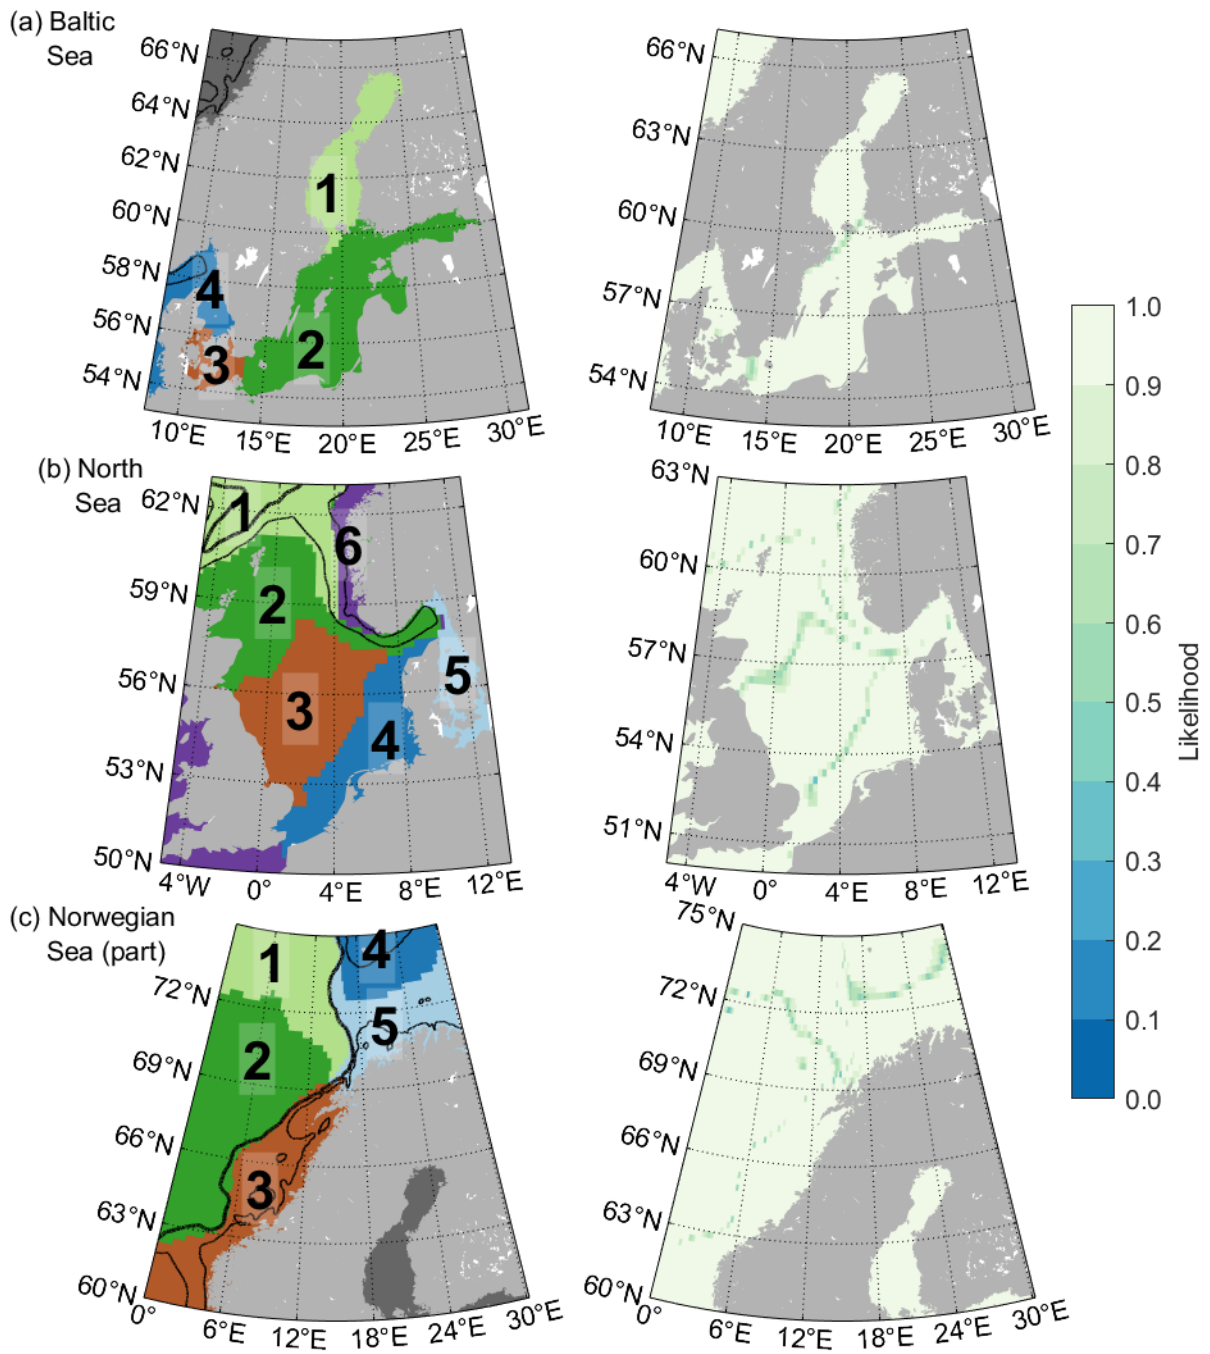 (a) Baltic
Sea
66°N
64°N
62°N
60°N
58°N
56°N
54°N
10°E
15°E
20°E
25°E
30°E
1
2
3
4
66°N
63°N
60°N
57°N
54°N
10°E
15°E
20°E
25°E
30°E
(b) North
Sea
62°N
59°N
56°N
53°N
50°N
4°W
0°
4°E
8°E
12°E
1
2
3
4
5
6
63°N
60°N
57°N
54°N
51°N
4°W
0°
4°E
8°E
12°E
(c) Norwegian
Sea (part)
72°N
69°N
66°N
63°N
60°N
0°
6°E
12°E
18°E
24°E
30°E
1
2
3
4
5
75°N
72°N
69°N
66°N
63°N
60°N
0°
6°E
12°E
18°E
24°E
30°E
1.0
0.9
0.8
0.7
0.6
0.5
0.4
0.3
0.2
0.1
0.0
Likelihood